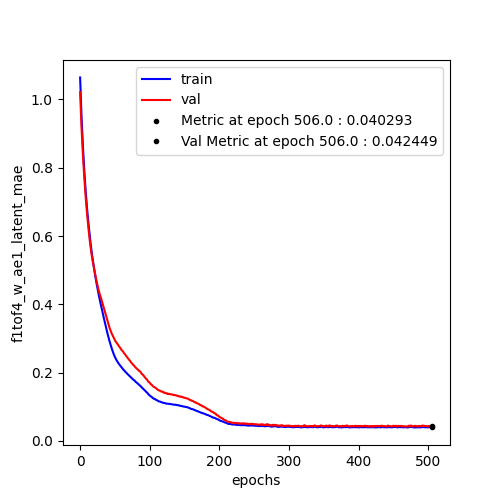 train
val
Metric at epoch 506.0 : 0.040293
Val Metric at epoch 506.0 : 0.042449
f1tof4_w_ae1_latent_mae
1.0
0.8
0.6
0.4
0.2
0.0
0 100 200 300 400 500
epochs